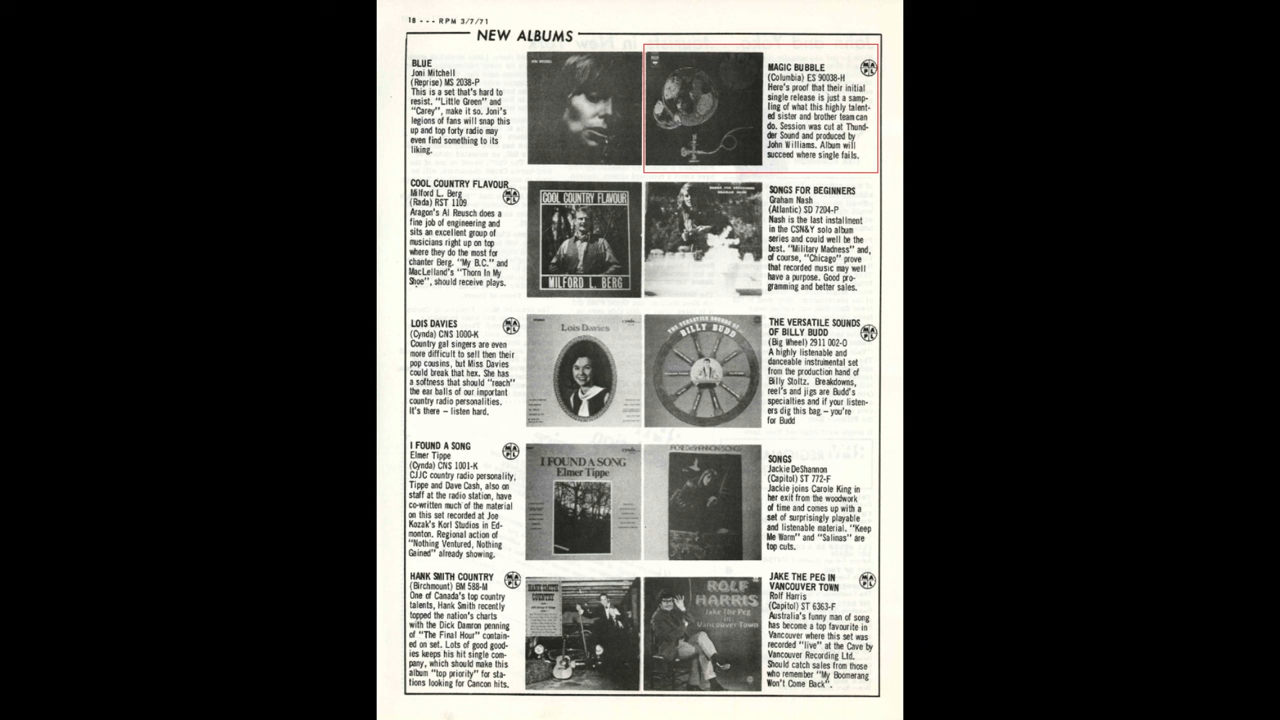 18 --- RPM 3/7/71
NEW ALBUMS
BLUE
Joni Mitchell
(Reprise) MS 2038-P
This is a set that's hard to
resist. "Little Green" and
"Carey", make it so. Joni's
legions of fans will snap this
up and top forty radio may
even find something to its
liking.
MAGIC BUBBLE
(Columbia) ES 90038-H
Here's proof that their initial
single release is just a samp-
ling of what this highly talent-
ed sister and brother team can
do. Session was cut at Thund-
er Sound and produced by
John Williams. Album will
succeed where single fails.
COOL COUNTRY FLAVOUR
Milford L. Berg
(Rada) RST 1109
Aragon's Al Reusch does a
fine job of engineering and
sits an excellent group of
musicians right up on top
where they do the most for
chanter Berg. "My B.C." and
MacLelland's "Thorn In My
Shoe", should receive plays.
COOL COUNTRY FLAVOUR
MILFORD L. BERG
SONGS FOR BEGINNERS
Graham Nash
(Atlantic) SD 7204-P
Nash is the last installment
in the CSN&Y solo album
series and could well be the
best. "Military Madness" and,
of course, "Chicago" prove
that recorded music may well
have a purpose. Good pro-
gramming and better sales.
LOIS DAVIES
(Cynda) CNS 1000-K
Country gal singers are even
more difficult to sell then their
pop cousins, but Miss Davies
could break that hex. She has
a softness that should "reach"
the ear balls of our important
country radio personalities.
It's there – listen hard.
Lois Davies
THE VERSATILE SOUNDS OF
BILLY BUDD
THE VERSATILE SOUNDS
OF BILLY BUDD
(Big Wheel) 2911 002-O
A highly listenable and
danceable instrumental set
from the production hand of
Billy Stoltz. Breakdowns,
reel's and jigs are Budd's
specialties and if your listen-
ers dig this bag – you're
for Budd
I FOUND A SONG
Elmer Tippe
(Cynda) CNS 1001-K
CJJC country radio personality,
Tippe and Dave Cash, also on
staff at the radio station, have
co-written much of the material
on this set recorded at Joe
Kozak's Korl Studios in Ed-
monton. Regional action of
"Nothing Ventured, Nothing
Gained" already showing.
I FOUND A SONG
Elmer Tippe
JACKIE DeSHANNON SONGS
SONGS
Jackie DeShannon
(Capitol) ST 772-F
Jackie joins Carole King in
her exit from the woodwork
of time and comes up with a
set of surprisingly playable
and listenable material. "Keep
Me Warm" and "Salinas" are
top cuts.
HANK SMITH COUNTRY
(Birchmount) BM 588-M
One of Canada's top country
talents, Hank Smith recently
topped the nation's charts
with the Dick Damron penning
of "The Final Hour" contain-
ed on set. Lots of good good-
ies keeps his hit single com-
pany, which should make this
album "top priority" for sta-
tions looking for Cancon hits.
HANK SMITH
COUNTRY
ROLF
HARRIS
Jake The Peg
in
Vancouver Town
JAKE THE PEG IN
VANCOUVER TOWN
Rolf Harris
(Capitol) ST 6363-F
Australia's funny man of song
has become a top favourite in
Vancouver where this set was
recorded "live" at the Cave by
Vancouver Recording Ltd.
Should catch sales from those
who remember "My Boomerang
Won't Come Back".